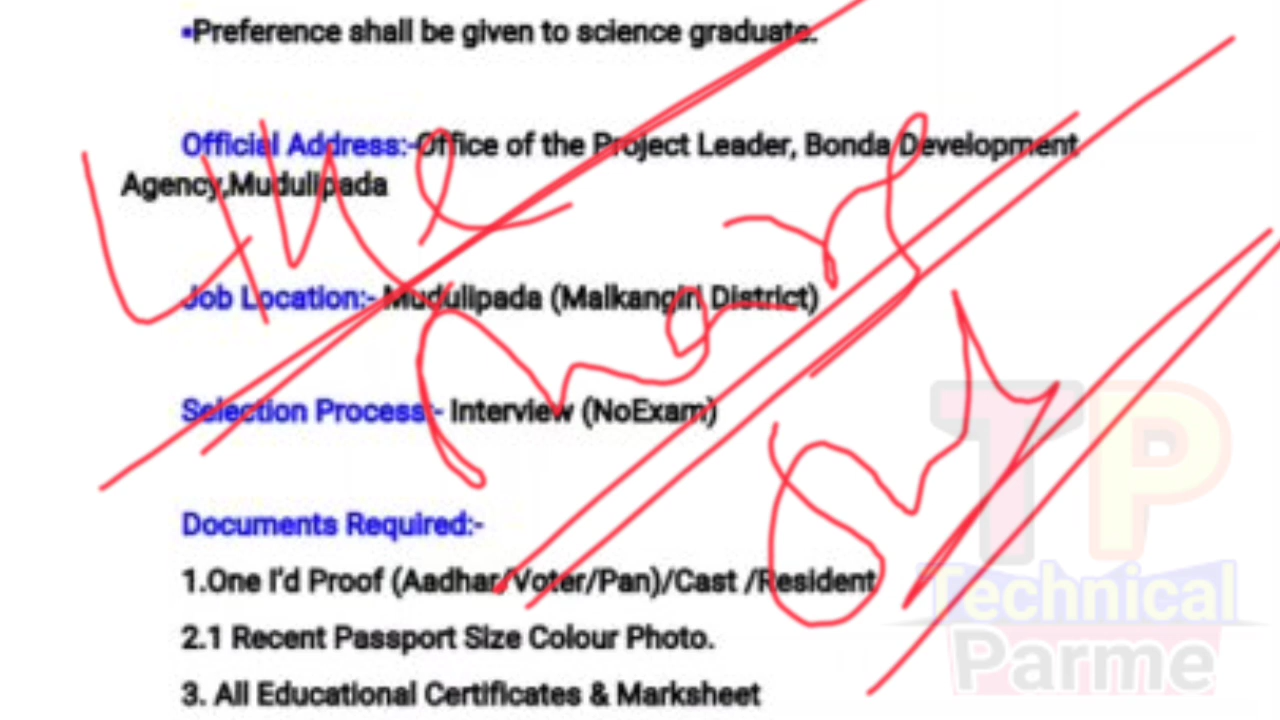 ▪Preference shall be given to science graduate.
Official Address:-Office of the Project Leader, Bonda Development
Agency,Mudulipada
Job Location:- Mudulipada (Malkangiri District)
Selection Process:- Interview (NoExam)
Documents Required:-
1.One I'd Proof (Aadhar/Voter/Pan)/Cast /Resident
2.1 Recent Passport Size Colour Photo.
3. All Educational Certificates & Marksheet
TP
Technical
Parme